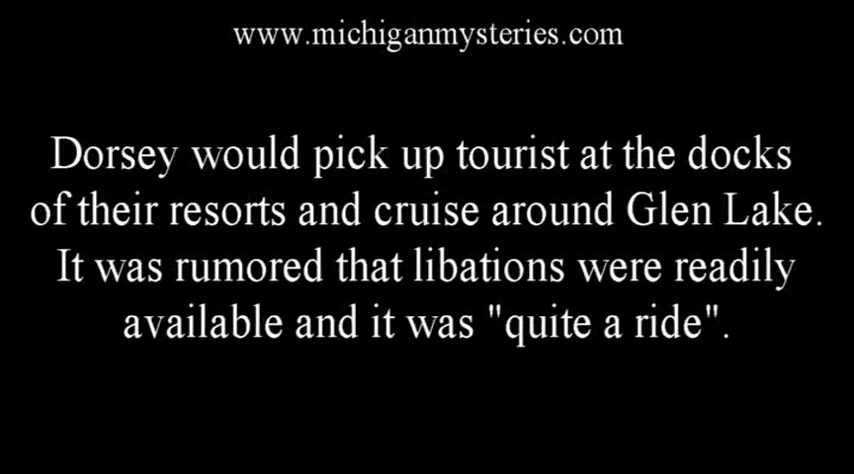 www.michiganmysteries.com
Dorsey would pick up tourist at the docks
of their resorts and cruise around Glen Lake.
It was rumored that libations were readily
available and it was "quite a ride".